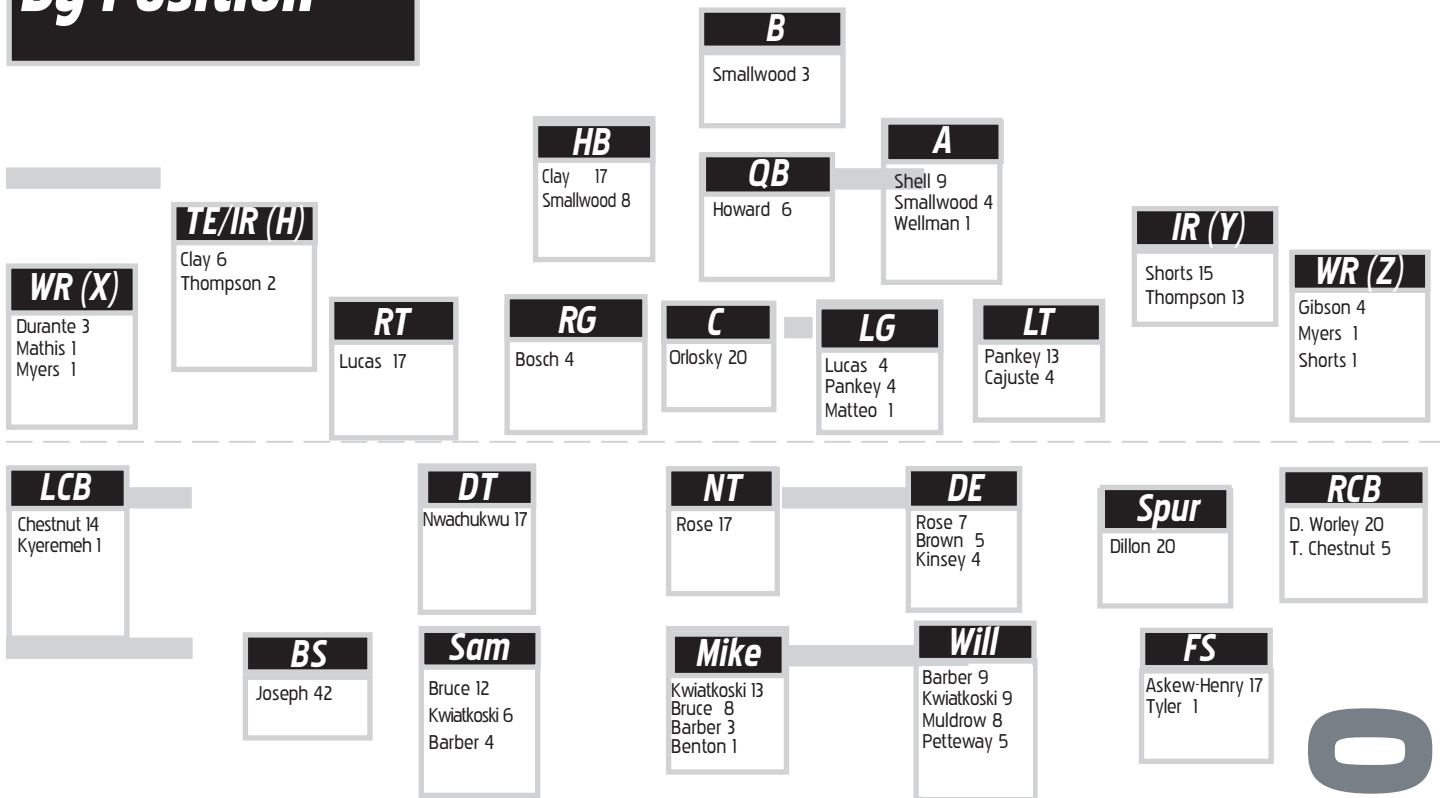 By Position
B
Smallwood 3
HB
Clay 17
Smallwood 8
QB
Howard 6
A
Shell 9
Smallwood 4
Wellman 1
TE/IR (H)
Clay 6
Thompson 2
IR (Y)
Shorts 15
Thompson 13
WR (X)
Durante 3
Mathis 1
Myers 1
WR (Z)
Gibson 4
Myers 1
Shorts 1
RT
Lucas 17
RG
Bosch 4
C
Orlosky 20
LG
Lucas 4
Pankey 4
Matteo 1
LT
Pankey 13
Cajuste 4
LCB
Chestnut 14
Kyeremeh 1
DT
Nwachukwu 17
NT
Rose 17
DE
Rose 7
Brown 5
Kinsey 4
Spur
Dillon 20
RCB
D. Worley 20
T. Chestnut 5
BS
Joseph 42
Sam
Bruce 12
Kwiatkoski 6
Barber 4
Mike
Kwiatkoski 13
Bruce 8
Barber 3
Benton 1
Will
Barber 9
Kwiatkoski 9
Muldrow 8
Petteway 5
FS
Askew-Henry 17
Tyler 1